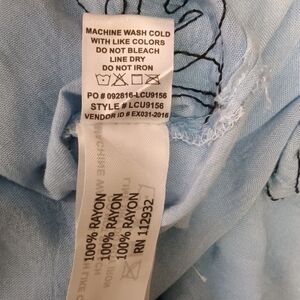 MACHINE WASH COLD
WITH LIKE COLORS
DO NOT BLEACH
LINE DRY
DO NOT IRON
PO # 092816-LCU9156
STYLE # LCU9156
VENDOR ID # EX031-2016
100% RAYON
100% RAYON
100% RAYON
RN 112932